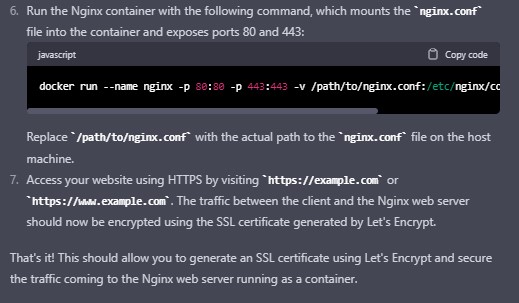 6. Run the Nginx container with the following command, which mounts the `nginx.conf`
file into the container and exposes ports 80 and 443:
javascript Copy code
docker run --name nginx -p 80:80 -p 443:443 -v /path/to/nginx.conf:/etc/nginx/cc
Replace `/path/to/nginx.conf` with the actual path to the `nginx.conf` file on the host
machine.
7. Access your website using HTTPS by visiting `https://example.com` or
`https://www.example.com`. The traffic between the client and the Nginx web server
should now be encrypted using the SSL certificate generated by Let's Encrypt.
That's it! This should allow you to generate an SSL certificate using Let's Encrypt and secure
the traffic coming to the Nginx web server running as a container.